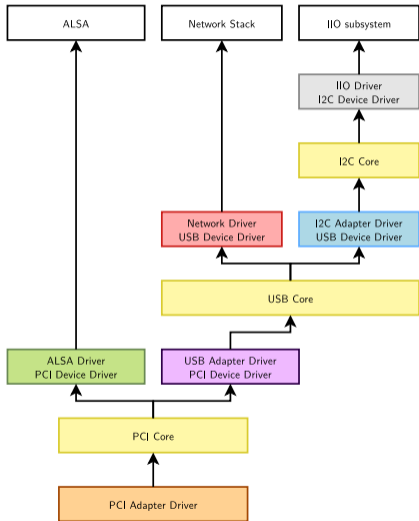 ALSA
Network Stack
IIO subsystem
IIO Driver
I2C Device Driver
I2C Core
Network Driver
USB Device Driver
I2C Adapter Driver
USB Device Driver
USB Core
ALSA Driver
PCI Device Driver
USB Adapter Driver
PCI Device Driver
PCI Core
PCI Adapter Driver